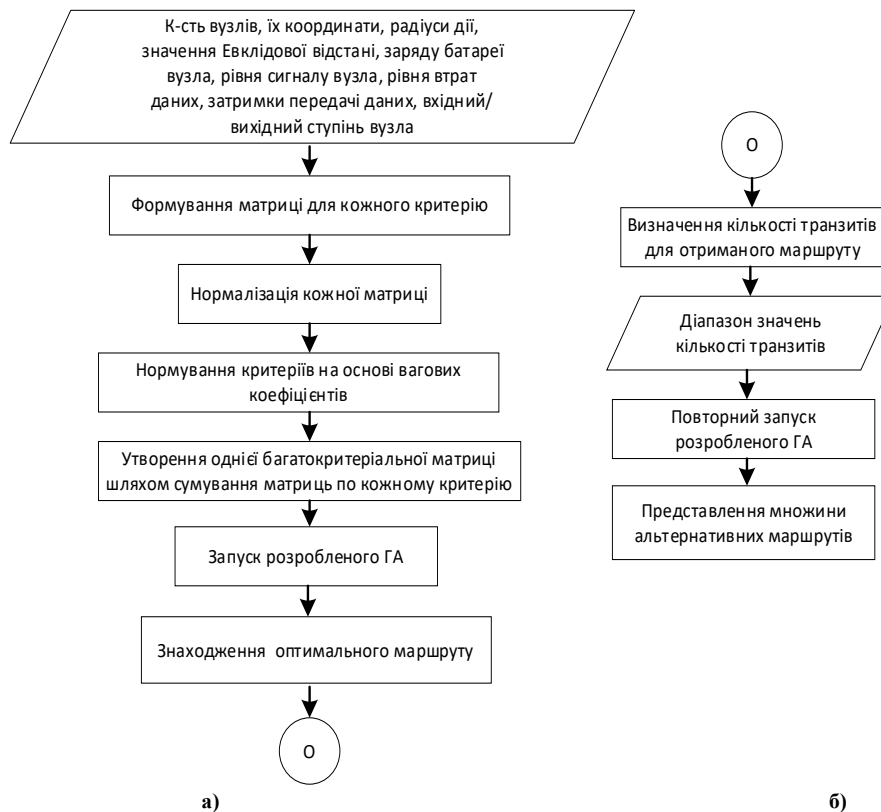 К-сть вузлів, їх координати, радіуси дії,
значення Евклідової відстані, заряду батареї
вузла, рівня сигналу вузла, рівня втрат
даних, затримки передачі даних, вхідний/
вихідний ступінь вузла
Формування матриці для кожного критерію
Нормалізація кожної матриці
Нормування критеріїв на основі вагових
коефіцієнтів
Утворення однієї багатокритеріальної матриці
шляхом сумування матриць по кожному критерію
Запуск розробленого ГА
Знаходження оптимального маршруту
О
а)
О
Визначення кількості транзитів
для отриманого маршруту
Діапазон значень
кількості транзитів
Повторний запуск
розробленого ГА
Представлення множини
альтернативних маршрутів
б)